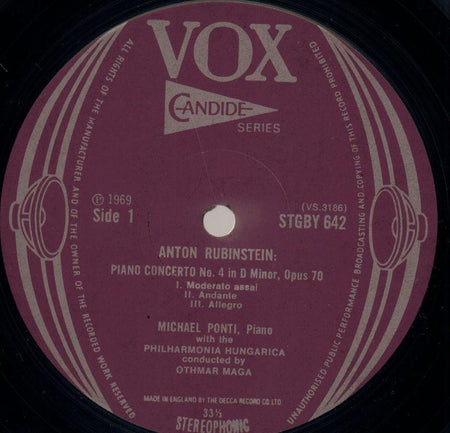 VOX
CANDIDE
SERIES
ALL RIGHTS OF THE MANUFACTURER AND OF THE OWNER OF THE RECORDED WORK RESERVED
UNAUTHORISED PUBLIC PERFORMANCE BROADCASTING AND COPYING OF THIS RECORD PROHIBITED
Ⓟ 1969
Side 1
(VS.3186)
STGBY 642
ANTON RUBINSTEIN:
PIANO CONCERTO No. 4 in D Minor, Opus 70
I. Moderato assai
II. Andante
III. Allegro
MICHAEL PONTI, Piano
with the
PHILHARMONIA HUNGARICA
conducted by
OTHMAR MAGA
MADE IN ENGLAND BY THE DECCA RECORD CO LTD.
33⅓
STEREOPHONIC